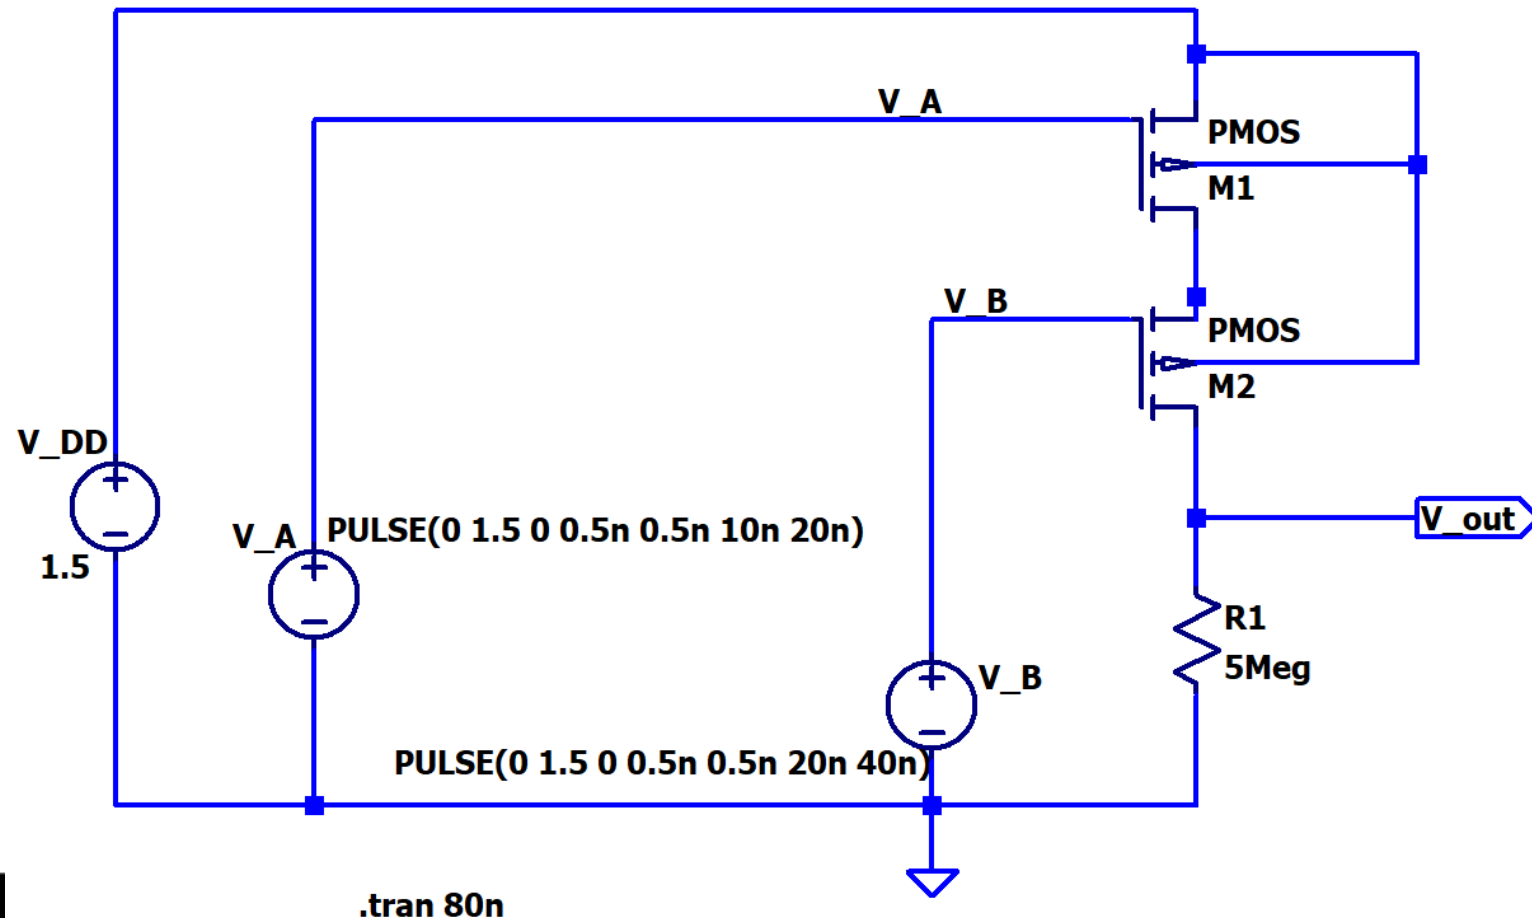 V_A
PMOS
M1
V_B
PMOS
M2
V_DD
1.5
V_A
PULSE(0 1.5 0 0.5n 0.5n 10n 20n)
V_out
R1
5Meg
V_B
PULSE(0 1.5 0 0.5n 0.5n 20n 40n)
.tran 80n